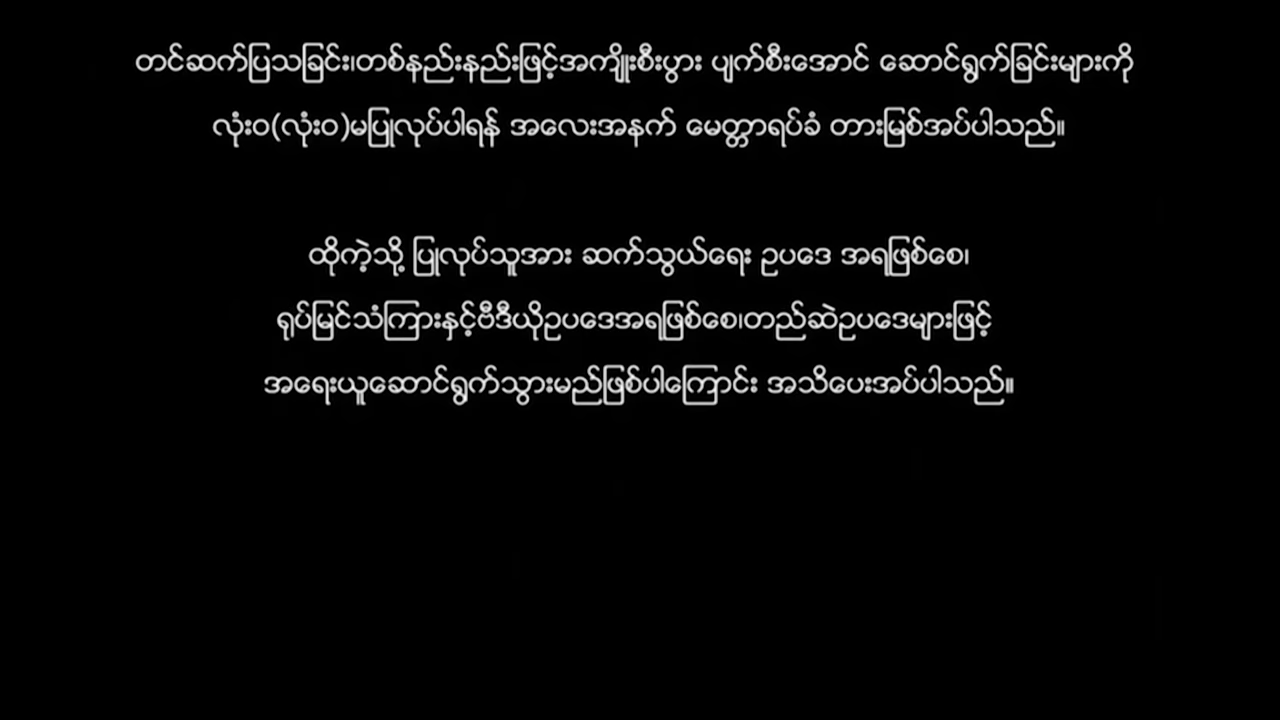 တင်ဆက်ပြသခြင်း၊တစ်နည်းနည်းဖြင့်အကျိုးစီးပွား ပျက်စီးအောင် ဆောင်ရွက်ခြင်းများကို
လုံးဝ(လုံးဝ)မပြုလုပ်ပါရန် အလေးအနက် မေတ္တာရပ်ခံ တားမြစ်အပ်ပါသည်။
ထိုကဲ့သို့ ပြုလုပ်သူအား ဆက်သွယ်ရေး ဥပဒေ အရဖြစ်စေ၊
ရုပ်မြင်သံကြားနှင့်ဗီဒီယိုဥပဒေအရဖြစ်စေ၊တည်ဆဲဥပဒေများဖြင့်
အရေးယူဆောင်ရွက်သွားမည်ဖြစ်ပါကြောင်း အသိပေးအပ်ပါသည်။